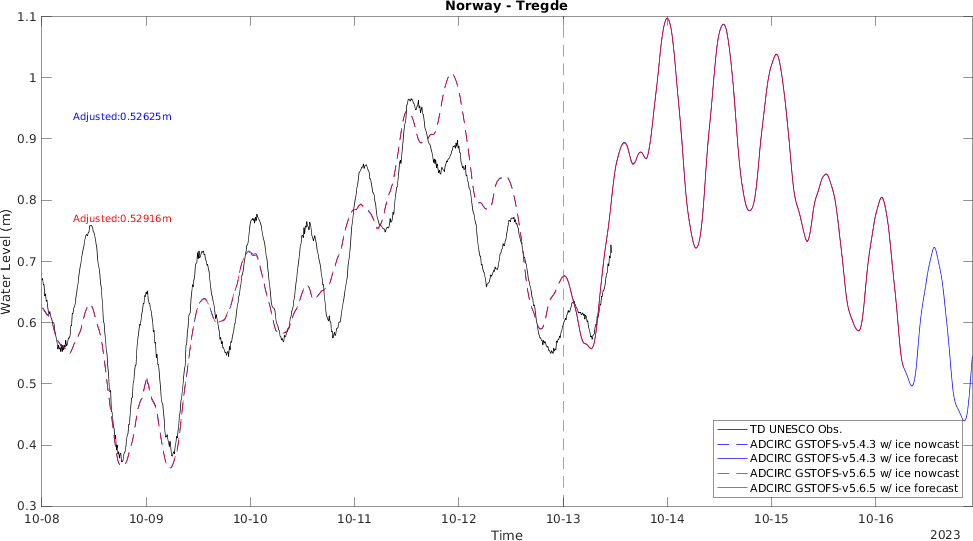 Norway - Tregde
1.1
1
0.9
0.8
0.7
0.6
0.5
0.4
0.3
Water Level (m)
Adjusted:0.52625m
Adjusted:0.52916m
TD UNESCO Obs.
ADCIRC GSTOFS-v5.4.3 w/ ice nowcast
ADCIRC GSTOFS-v5.4.3 w/ ice forecast
ADCIRC GSTOFS-v5.6.5 w/ ice nowcast
ADCIRC GSTOFS-v5.6.5 w/ ice forecast
10-08 10-09 10-10 10-11 10-12 10-13 10-14 10-15 10-16
Time
2023